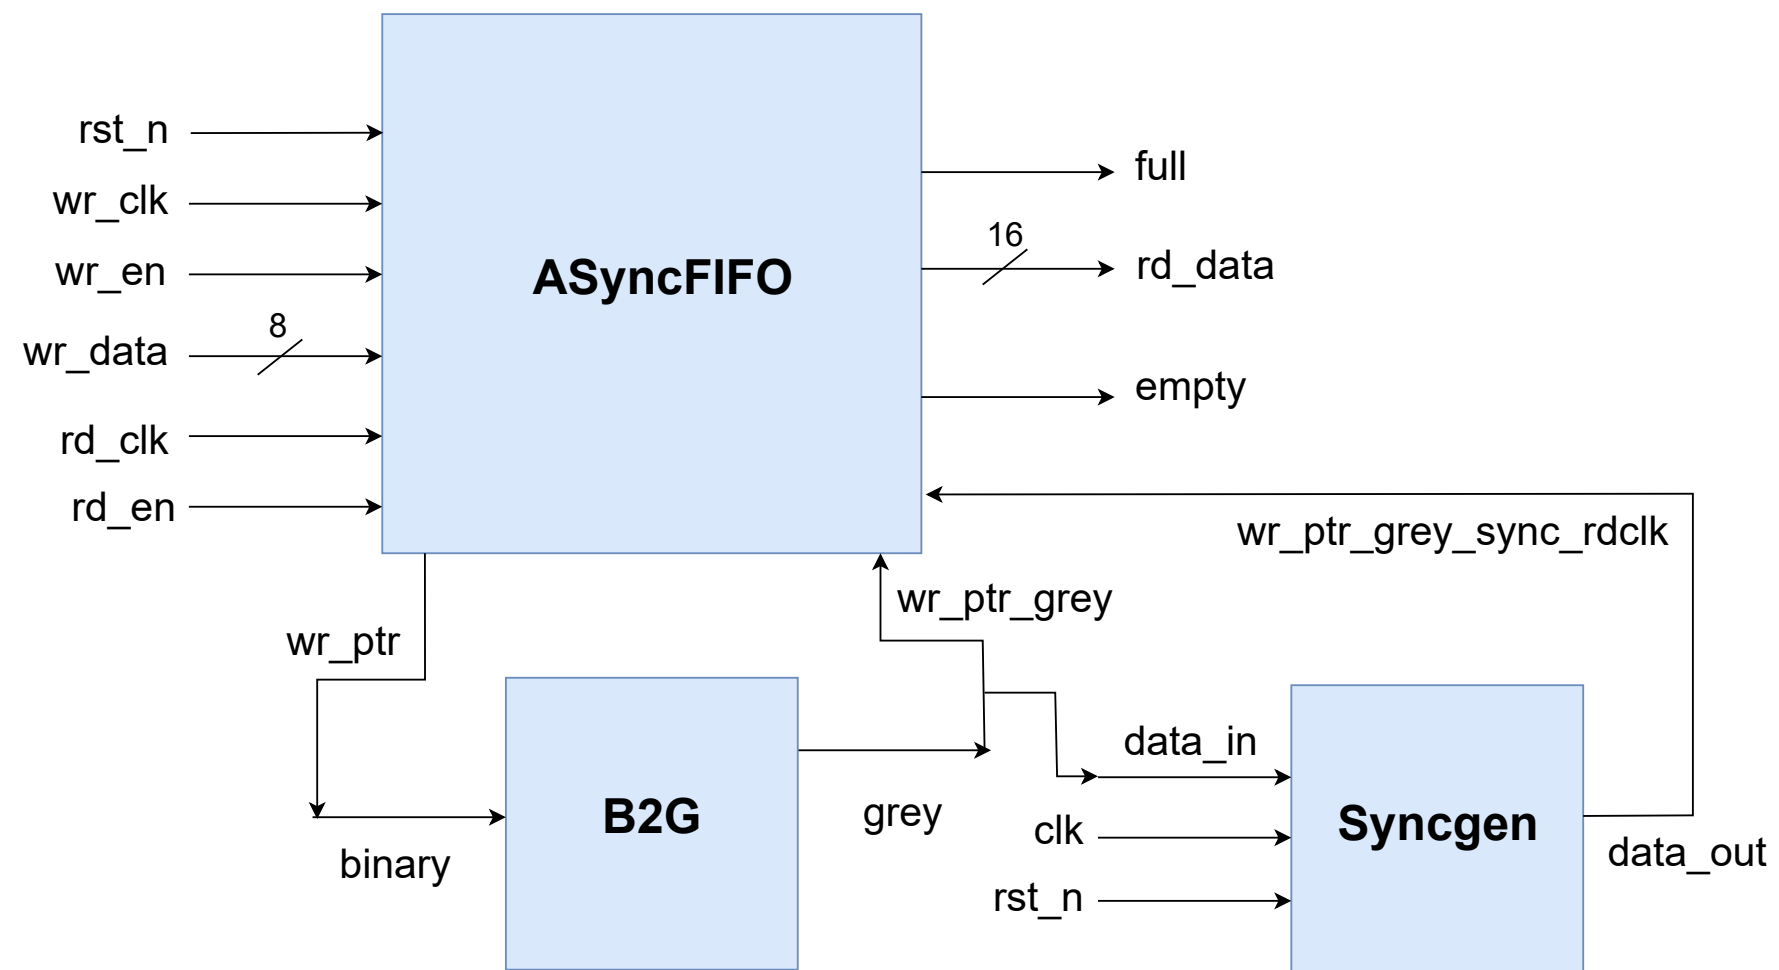 rst_n
wr_clk
wr_en
8
wr_data
rd_clk
rd_en
ASyncFIFO
full
16
rd_data
empty
wr_ptr_grey_sync_rdclk
wr_ptr_grey
wr_ptr
binary
B2G
grey
data_in
clk
rst_n
Syncgen
data_out